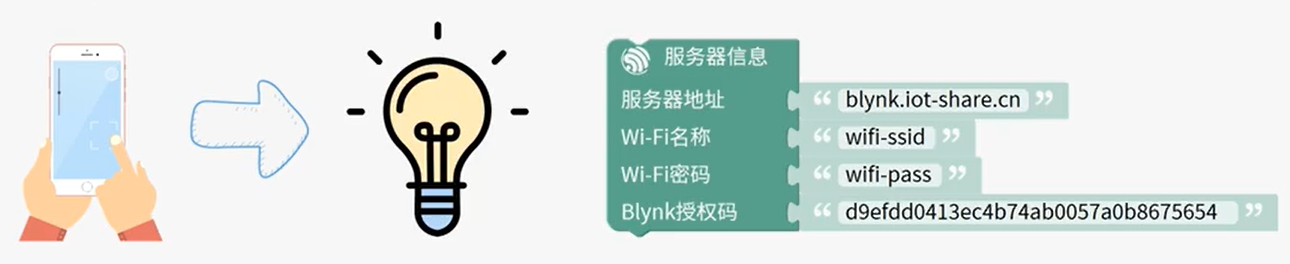 服务器信息
服务器地址 “ blynk.iot-share.cn ”
Wi-Fi名称 “ wifi-ssid ”
Wi-Fi密码 “ wifi-pass ”
Blynk授权码 “ d9efdd0413ec4b74ab0057a0b8675654 ”